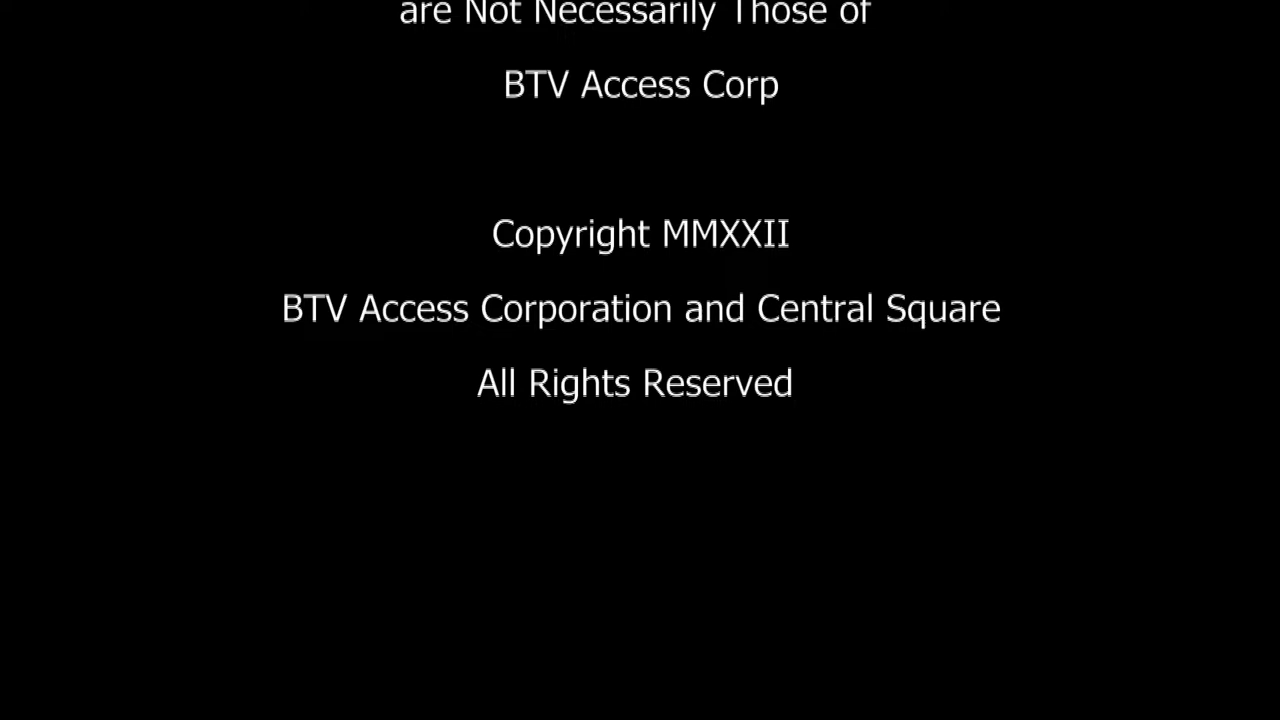 are Not Necessarily Those of
BTV Access Corp
Copyright MMXXII
BTV Access Corporation and Central Square
All Rights Reserved